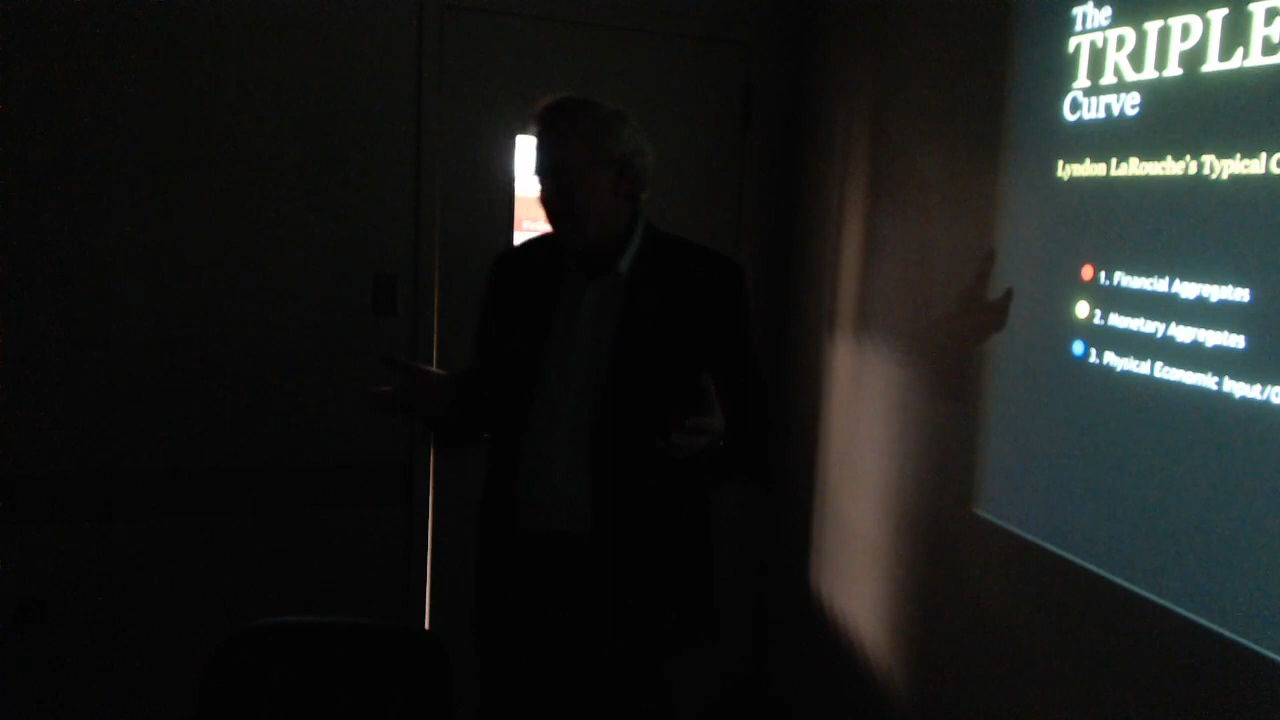 The
TRIPLE
Curve
Lyndon LaRouche's Typical C
1. Financial Aggregates
2. Monetary Aggregates
3. Physical Economic Input/O